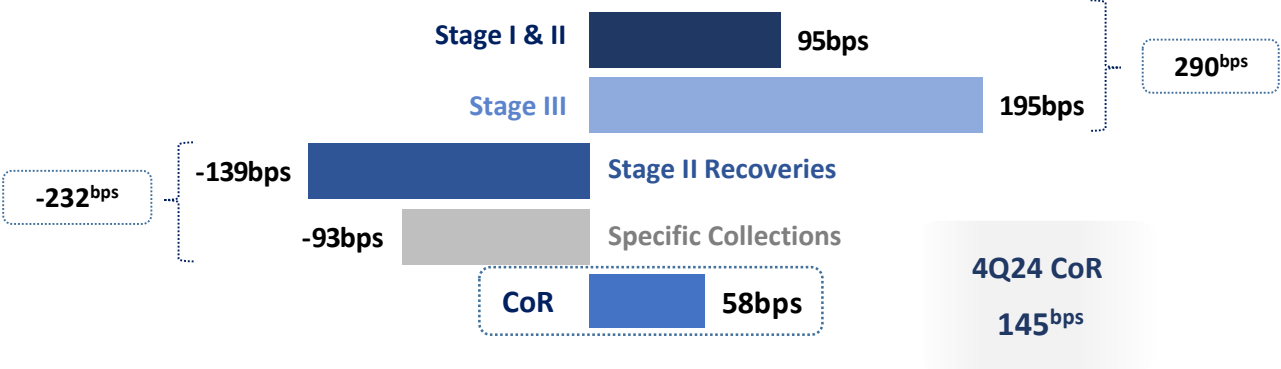 Stage I & II 95bps
290bps
Stage III 195bps
-139bps Stage II Recoveries
-232bps
-93bps Specific Collections
CoR 58bps
4Q24 CoR
145bps